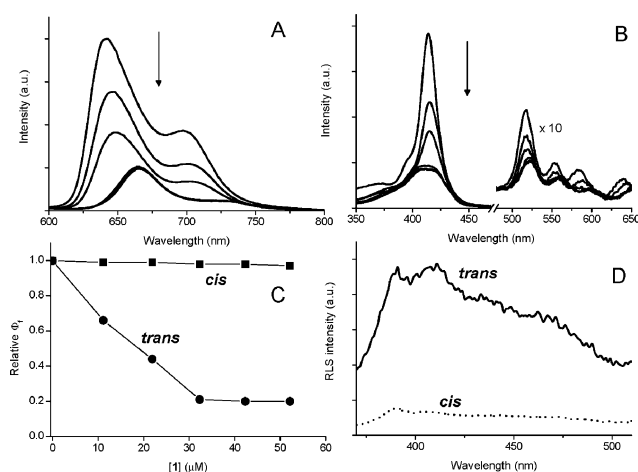 A
Intensity (a.u.)
600 650 700 750 800
Wavelength (nm)
B
x 10
Intensity (a.u.)
350 400 450 500 550 600 650
Wavelength (nm)
C
cis
trans
Relative Φf
1.0
0.8
0.6
0.4
0.2
0.0
0 10 20 30 40 50 60
[1] (μM)
D
trans
cis
RLS intensity (a.u.)
400 450 500
Wavelength (nm)